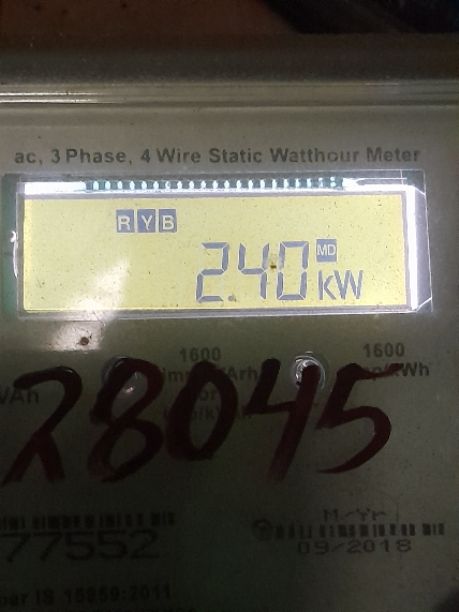 ac, 3 Phase, 4 Wire Static Watthour Meter
R Y B
MD
2.40 kW
1600
1600
28045
M/Yr
77552
09/2018
IS 15959:2011